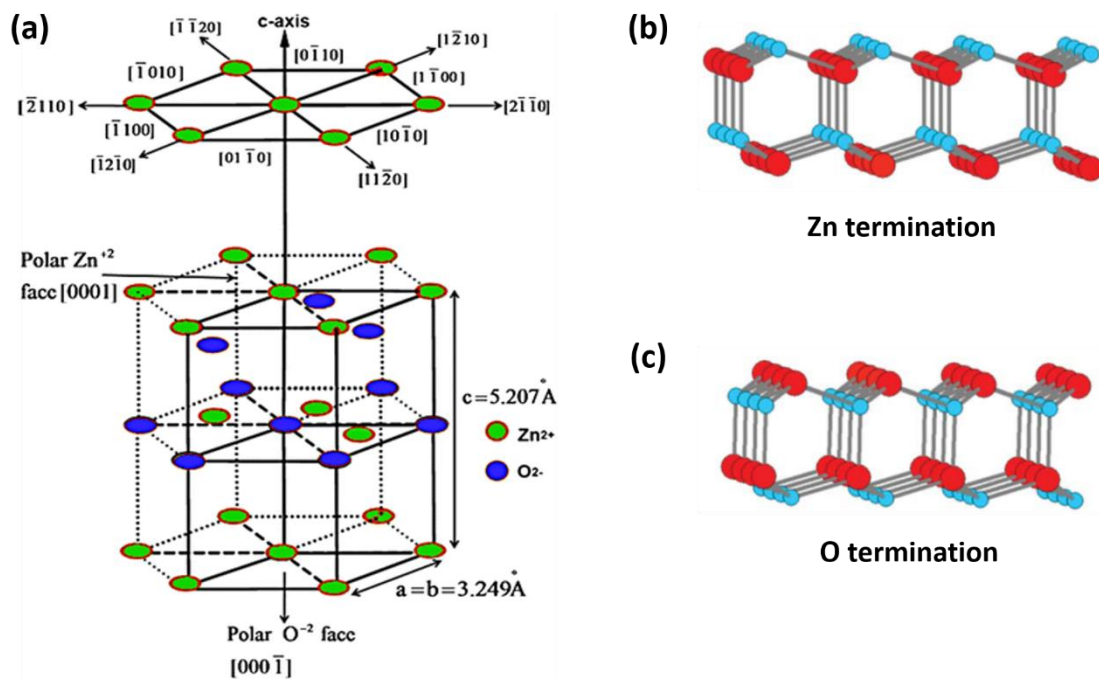 (a)
c-axis
[1̅ 1̅20]
[01̅10]
[12̅10]
[1̅010]
[11̅00]
[2̅110]
[21̅1̅0]
[1̅100]
[101̅0]
[1̅21̅0]
[011̅0]
[112̅0]
Polar Zn+2
face [0001]
c=5.207Å
Zn2+
O2-
a=b=3.249Å
Polar O-2 face
[0001̅]
(b)
Zn termination
(c)
O termination